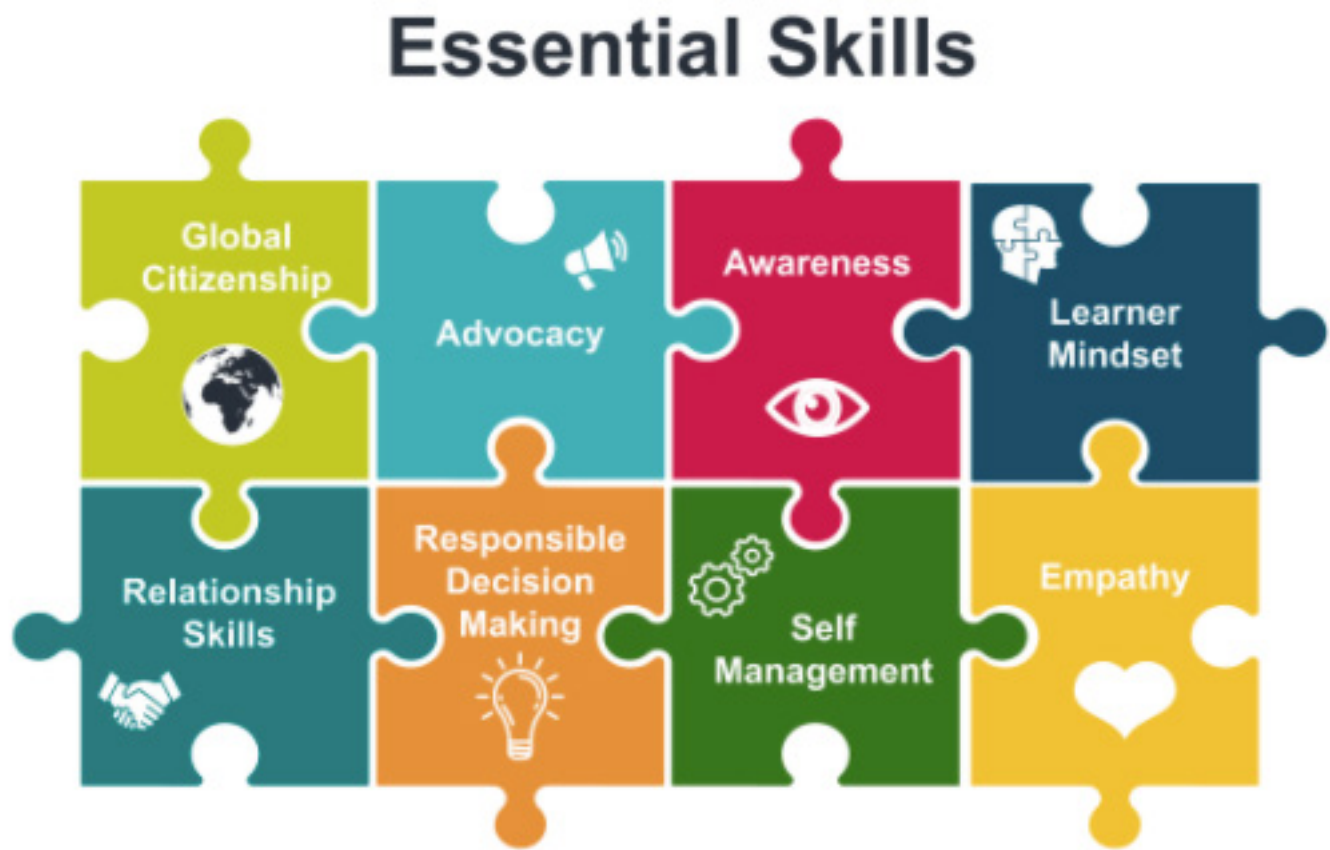 Essential Skills
Global
Citizenship
Advocacy
Awareness
Learner
Mindset
Relationship
Skills
Responsible
Decision
Making
Self
Management
Empathy